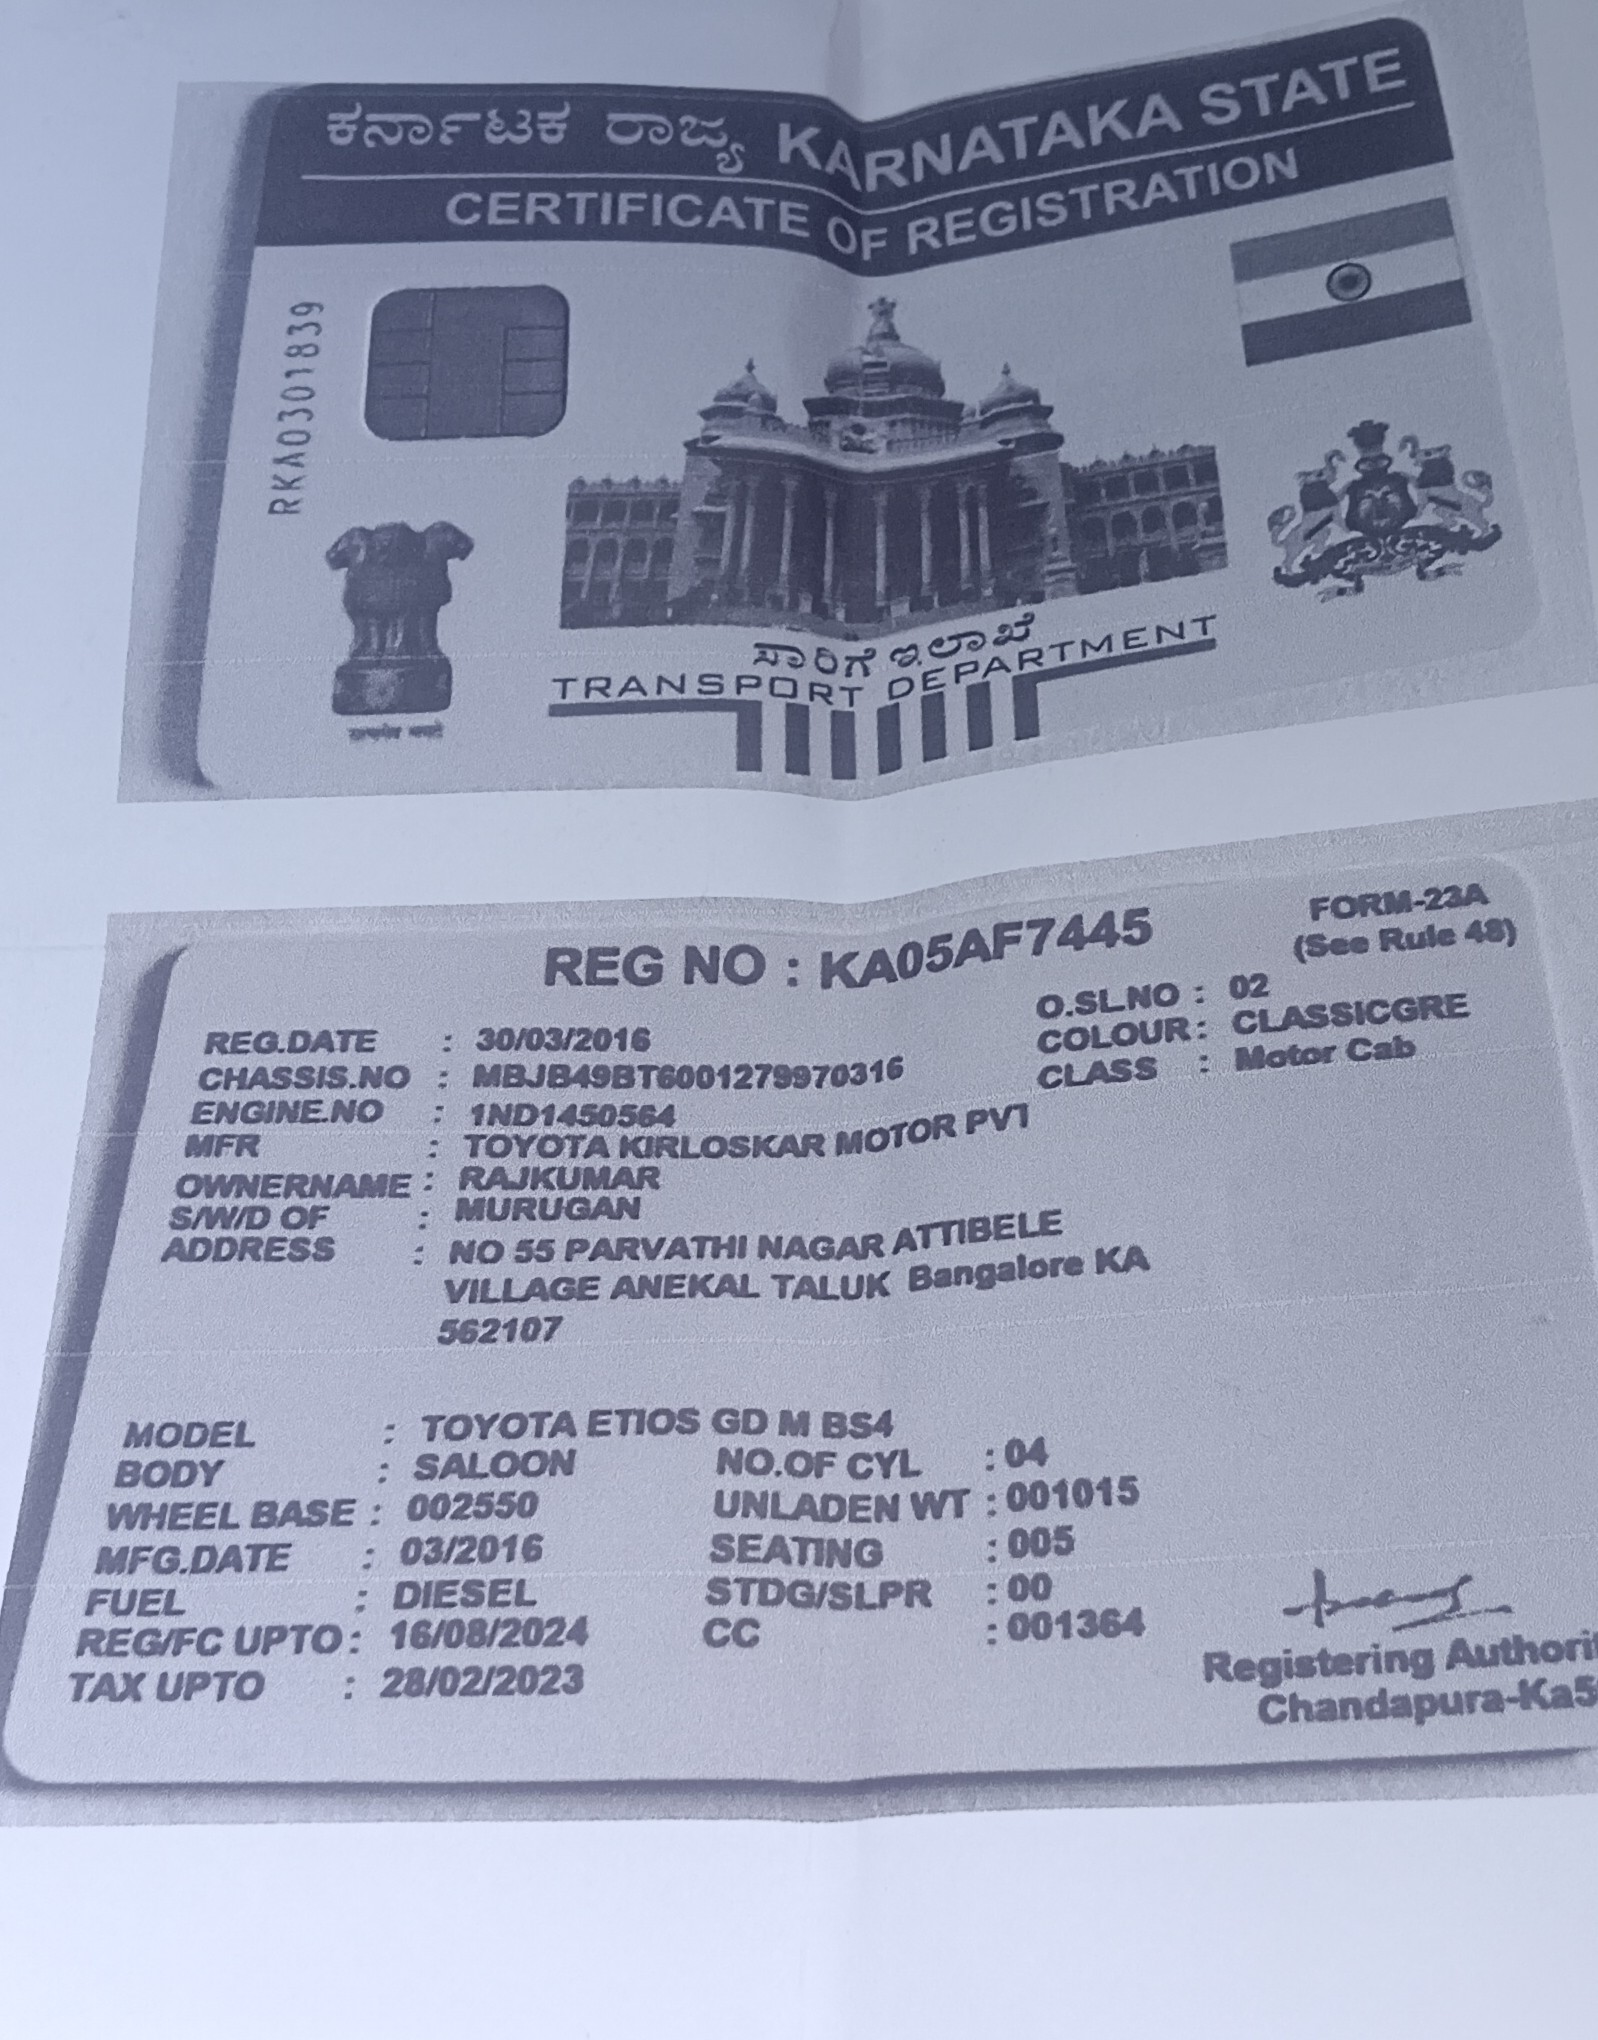 ಕರ್ನಾಟಕ ರಾಜ್ಯ KARNATAKA STATE
CERTIFICATE OF REGISTRATION
RKA0301839
ಸಾರಿಗೆ ಇಲಾಖೆ
TRANSPORT DEPARTMENT
FORM-23A
(See Rule 48)
REG NO : KA05AF7445
O.SL.NO : 02
REG.DATE : 30/03/2016 COLOUR : CLASSICGRE
CHASSIS.NO : MBJB49BT6001279970316 CLASS : Motor Cab
ENGINE.NO : 1ND1450564
MFR : TOYOTA KIRLOSKAR MOTOR PVT
OWNERNAME : RAJKUMAR
S/W/D OF : MURUGAN
ADDRESS : NO 55 PARVATHI NAGAR ATTIBELE
VILLAGE ANEKAL TALUK Bangalore KA
562107
MODEL : TOYOTA ETIOS GD M BS4
BODY : SALOON NO.OF CYL : 04
WHEEL BASE : 002550 UNLADEN WT : 001015
MFG.DATE : 03/2016 SEATING : 005
FUEL : DIESEL STDG/SLPR : 00
REG/FC UPTO : 16/08/2024 CC : 001364
TAX UPTO : 28/02/2023
Registering Authori
Chandapura-Ka5